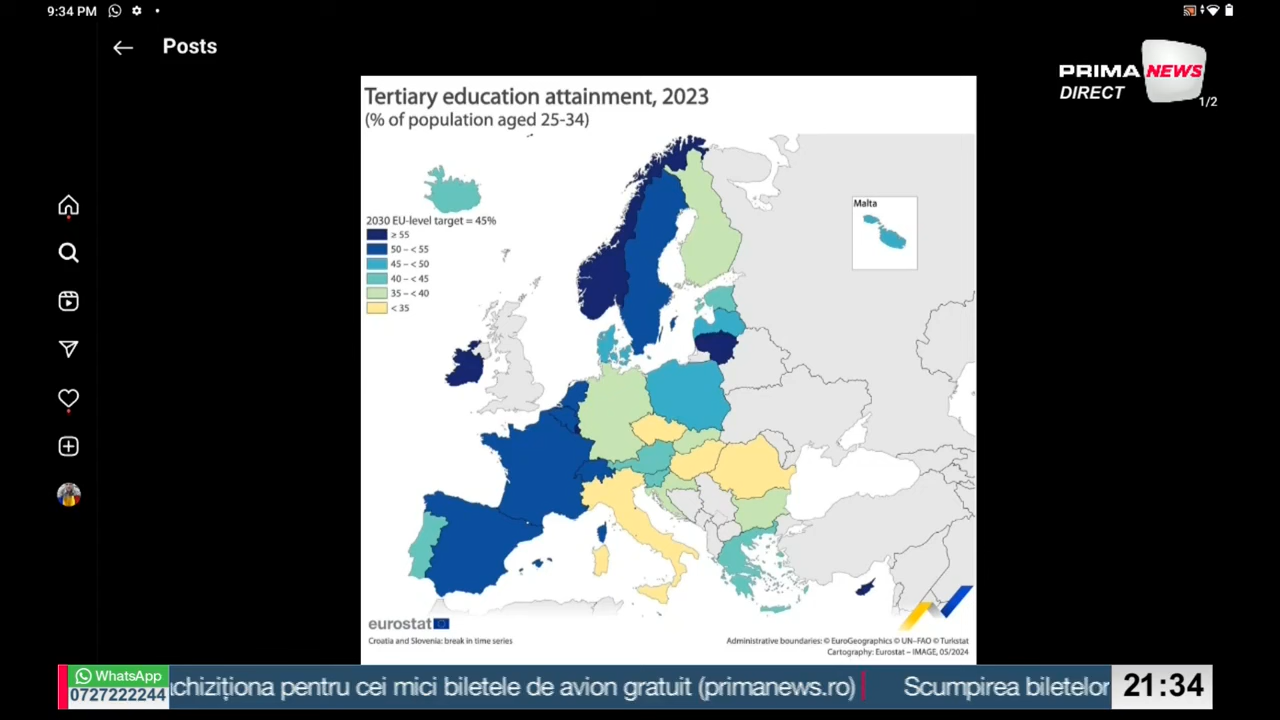 9:34 PM
Posts
PRIMA NEWS
DIRECT
1/2
Tertiary education attainment, 2023
(% of population aged 25-34)
Malta
2030 EU-level target = 45%
≥ 55
50 – < 55
45 – < 50
40 – < 45
35 – < 40
< 35
eurostat
Croatia and Slovenia: break in time series
Administrative boundaries: © EuroGeographics © UN–FAO © Turkstat
Cartography: Eurostat – IMAGE, 05/2024
WhatsApp
0727222244
achiziționa pentru cei mici biletele de avion gratuit (primanews.ro) Scumpirea biletelor
21:34